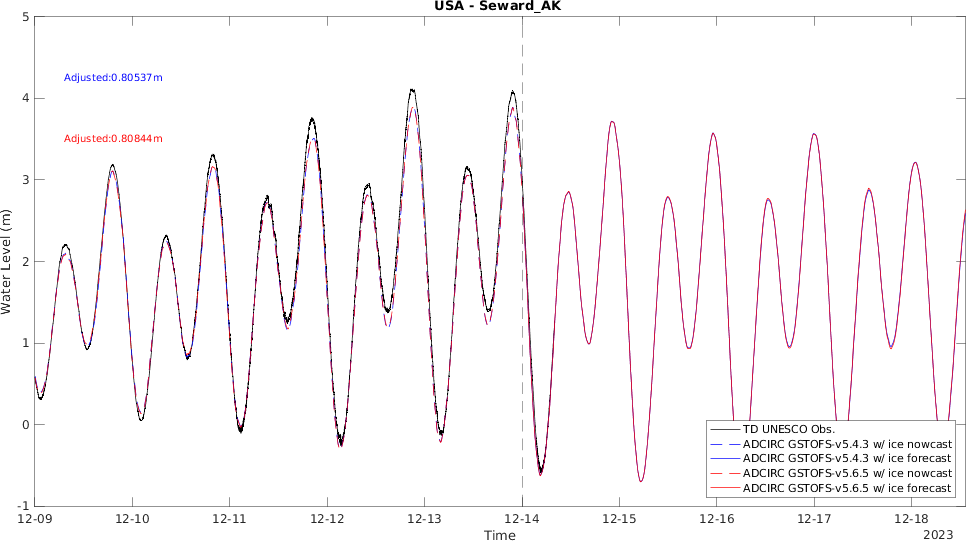 USA - Seward_AK
5
4
3
2
1
0
-1
Water Level (m)
Adjusted:0.80537m
Adjusted:0.80844m
TD UNESCO Obs.
ADCIRC GSTOFS-v5.4.3 w/ ice nowcast
ADCIRC GSTOFS-v5.4.3 w/ ice forecast
ADCIRC GSTOFS-v5.6.5 w/ ice nowcast
ADCIRC GSTOFS-v5.6.5 w/ ice forecast
12-09 12-10 12-11 12-12 12-13 12-14 12-15 12-16 12-17 12-18
Time
2023